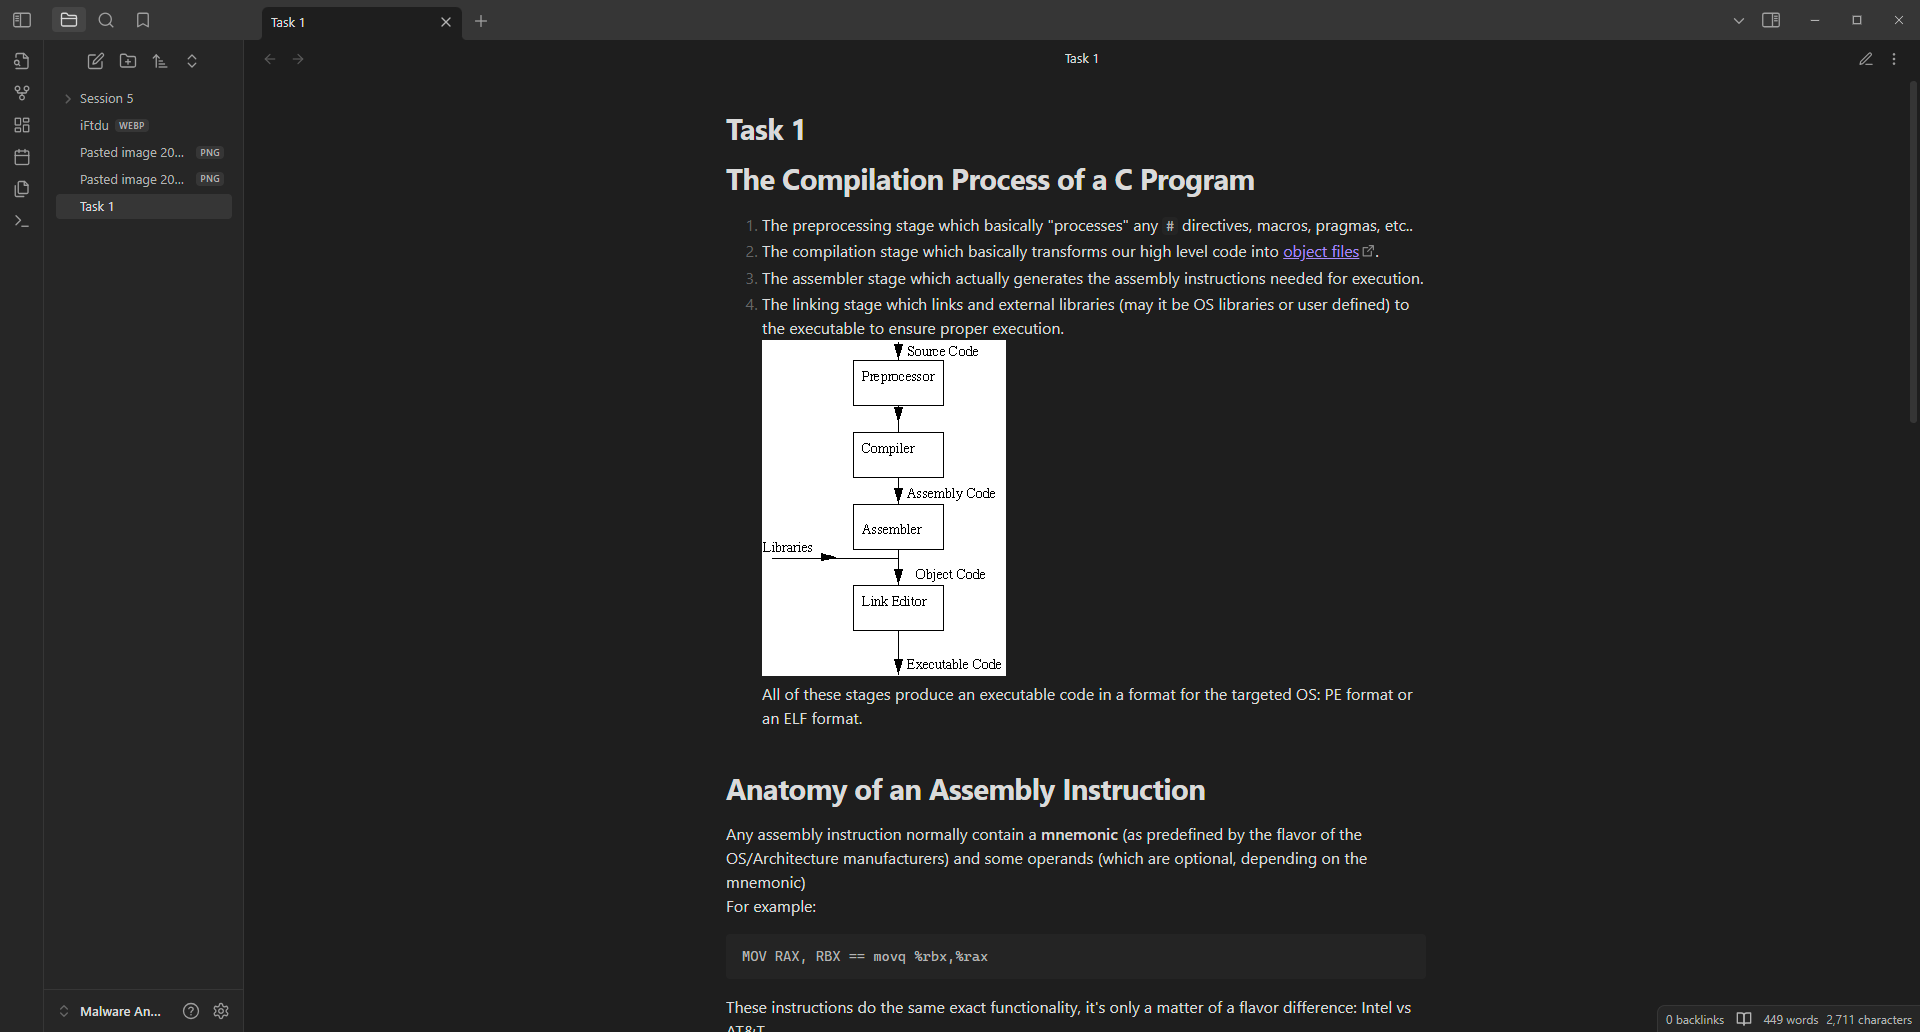 Task 1
Task 1
Session 5
iFtdu WEBP
Pasted image 20... PNG
Pasted image 20... PNG
Task 1
Malware An...
Task 1
The Compilation Process of a C Program
1. The preprocessing stage which basically "processes" any # directives, macros, pragmas, etc..
2. The compilation stage which basically transforms our high level code into object files.
3. The assembler stage which actually generates the assembly instructions needed for execution.
4. The linking stage which links and external libraries (may it be OS libraries or user defined) to
the executable to ensure proper execution.
Source Code
Preprocessor
Compiler
Assembly Code
Assembler
Libraries
Object Code
Link Editor
Executable Code
All of these stages produce an executable code in a format for the targeted OS: PE format or
an ELF format.
Anatomy of an Assembly Instruction
Any assembly instruction normally contain a mnemonic (as predefined by the flavor of the
OS/Architecture manufacturers) and some operands (which are optional, depending on the
mnemonic)
For example:
MOV RAX, RBX == movq %rbx,%rax
These instructions do the same exact functionality, it's only a matter of a flavor difference: Intel vs
AT&T
0 backlinks 449 words 2,711 characters